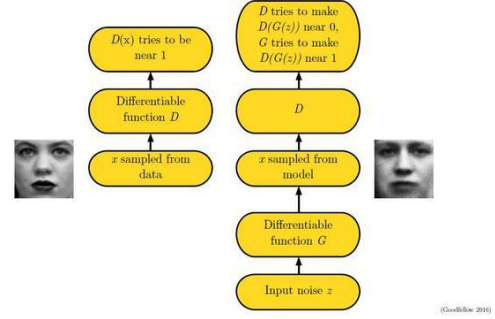 D(x) tries to be
near 1
Differentiable
function D
x sampled from
data
D tries to make
D(G(z)) near 0,
G tries to make
D(G(z)) near 1
D
x sampled from
model
Differentiable
function G
Input noise z
(Goodfellow 2016)